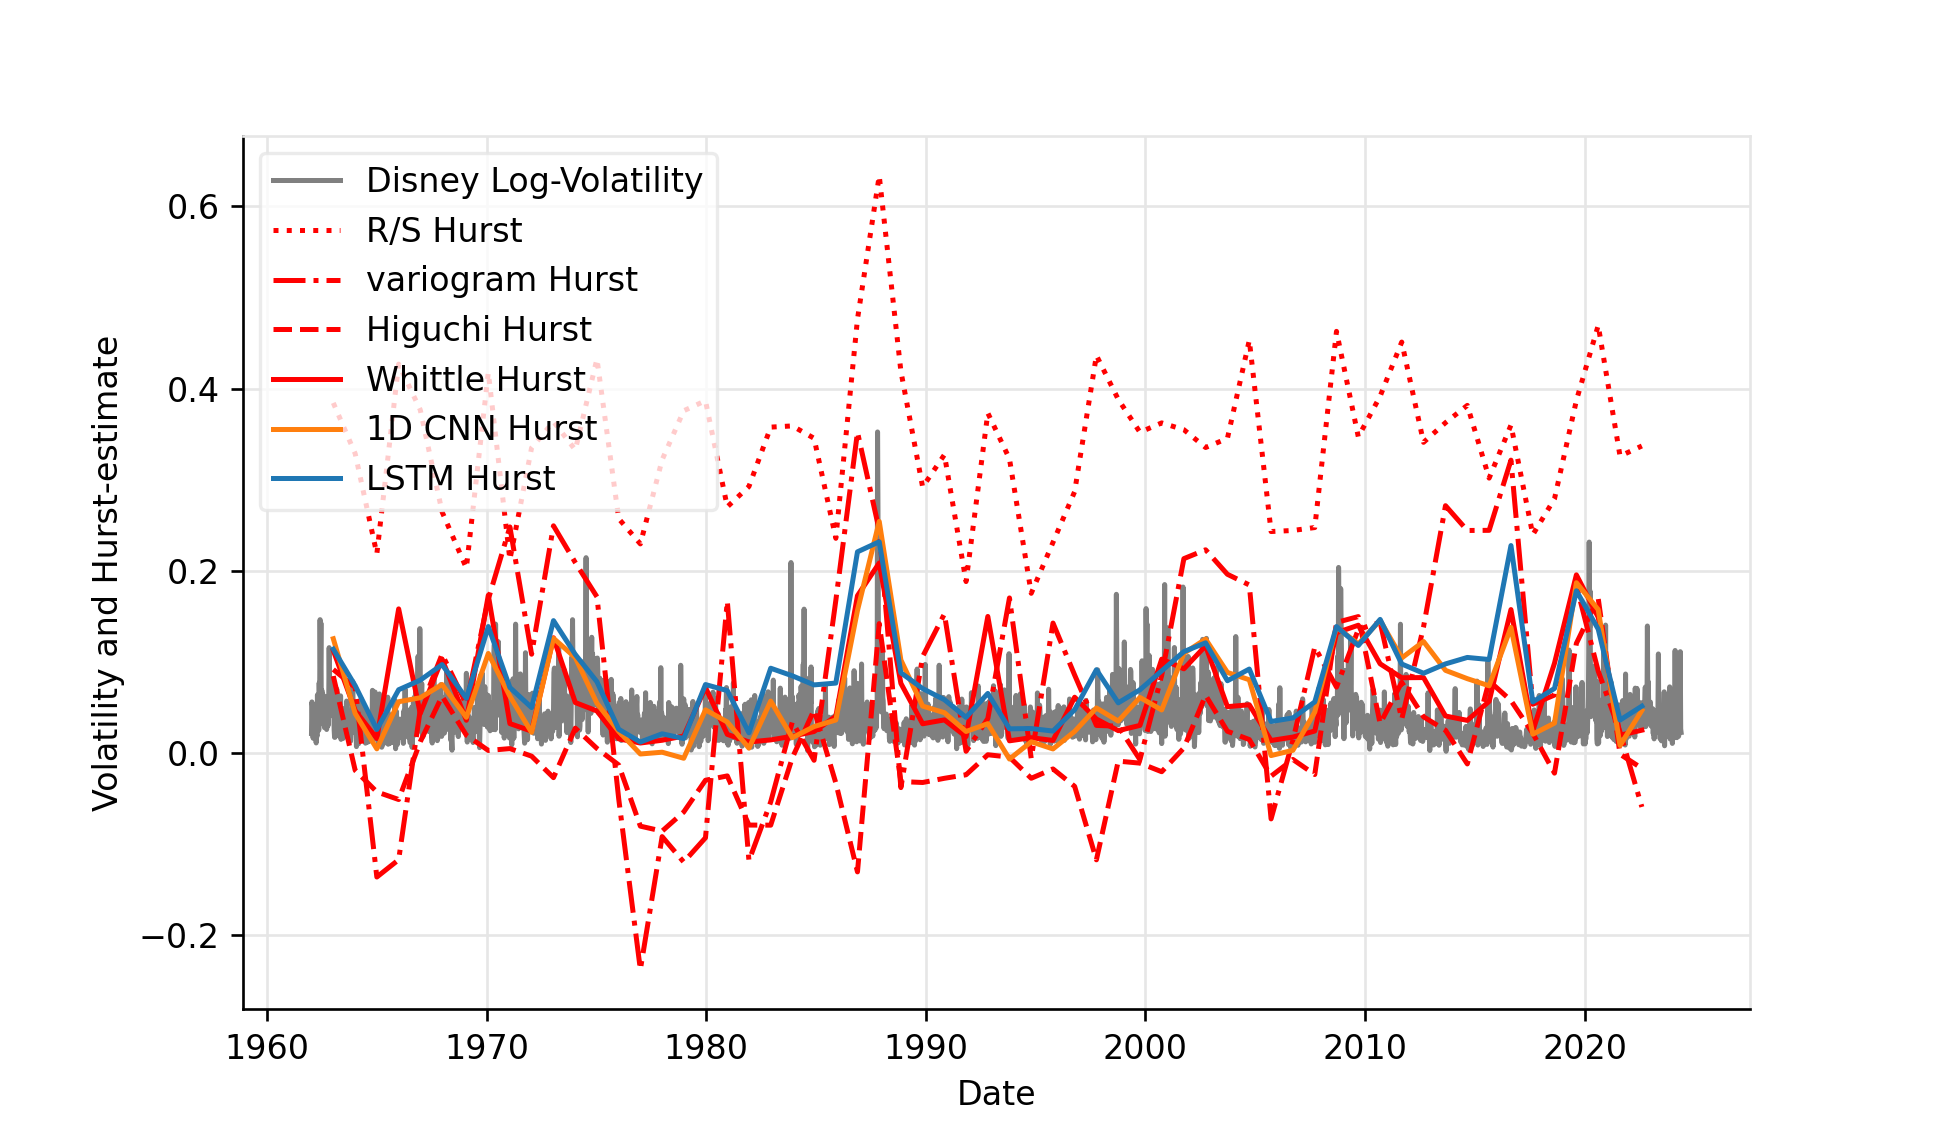 Disney Log-Volatility
R/S Hurst
variogram Hurst
Higuchi Hurst
Whittle Hurst
1D CNN Hurst
LSTM Hurst
0.6
0.4
0.2
0.0
−0.2
Volatility and Hurst-estimate
1960 1970 1980 1990 2000 2010 2020
Date